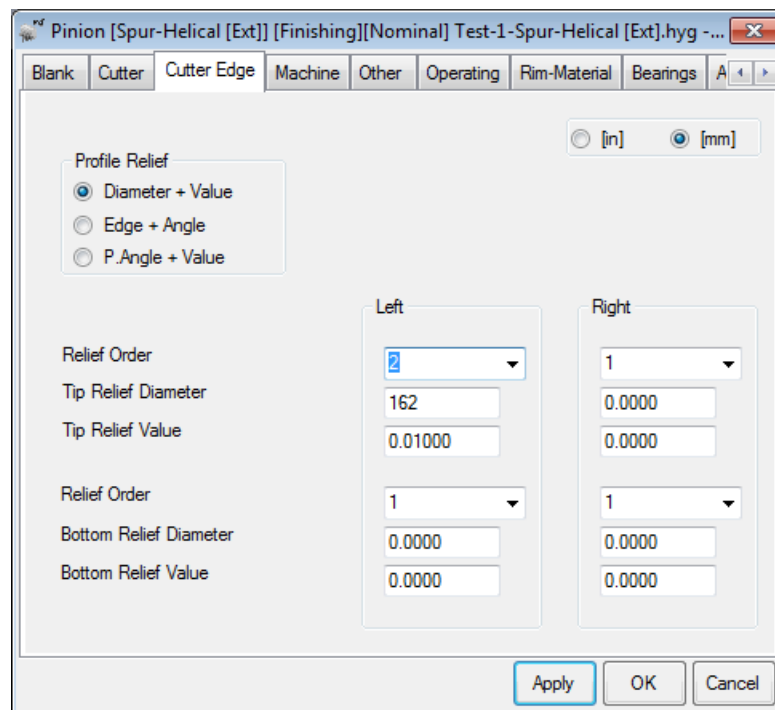 Pinion [Spur-Helical [Ext]] [Finishing][Nominal] Test-1-Spur-Helical [Ext].hyg -...
Blank Cutter Cutter Edge Machine Other Operating Rim-Material Bearings A
[in] [mm]
Profile Relief
Diameter + Value
Edge + Angle
P.Angle + Value
Left Right
Relief Order 2 1
Tip Relief Diameter 162 0.0000
Tip Relief Value 0.01000 0.0000
Relief Order 1 1
Bottom Relief Diameter 0.0000 0.0000
Bottom Relief Value 0.0000 0.0000
Apply OK Cancel